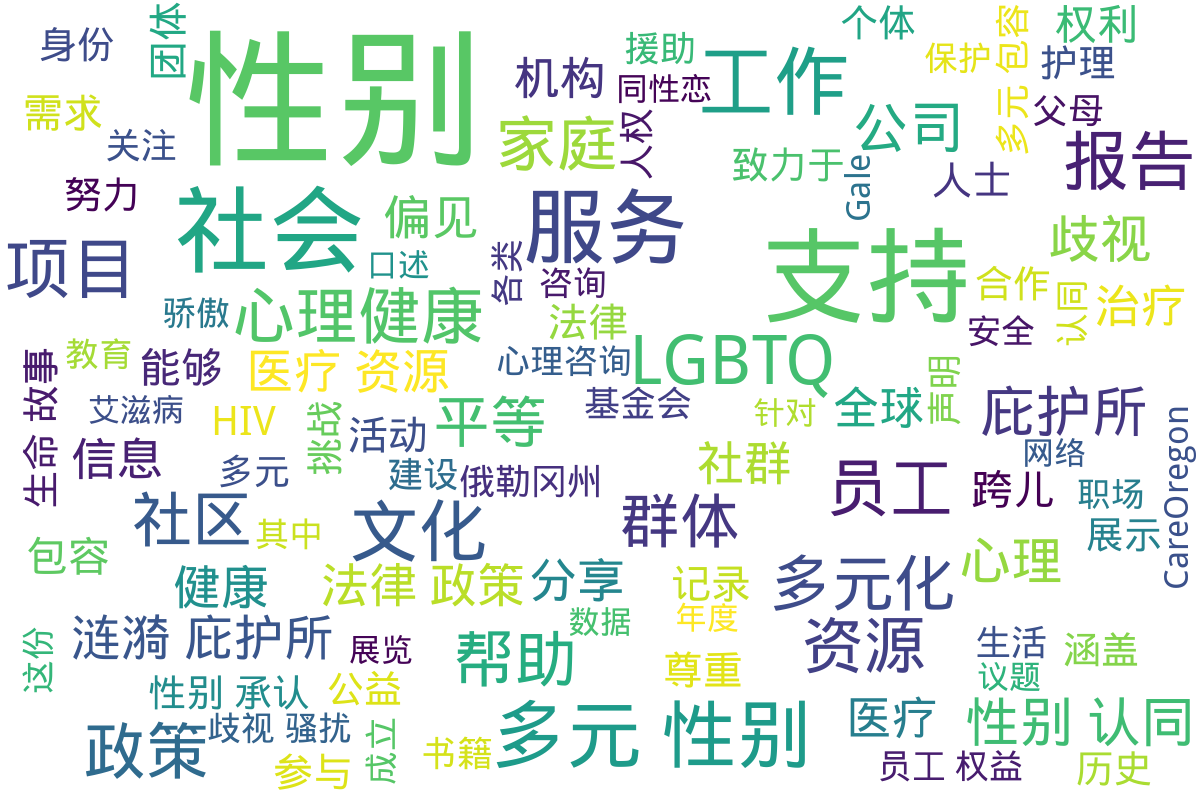 性别
身份
团体
需求
关注
努力
机构
援助
同性恋
工作
个体
保护
包容
权利
护理
多元
父母
家庭
人权
公司
致力于
Gale
人士
报告
社会
偏见
服务
支持
歧视
项目
口述
各类
咨询
合作
认同
治疗
骄傲
心理健康
法律
安全
教育
能够
医疗 资源
心理咨询
LGBTQ
生命 故事
艾滋病
HIV
挑战
活动
平等
基金会
针对
全球
声明
庇护所
信息
多元
建设
俄勒冈州
社群
员工
网络
跨儿
职场
CareOregon
社区
其中
文化
群体
展示
包容
健康
法律 政策
分享
记录
多元化
心理
涟漪 庇护所
展览
数据
年度
资源
生活
涵盖
这份
帮助
尊重
议题
性别 承认
公益
政策
歧视 骚扰
成立
参与
书籍
多元 性别
医疗
性别 认同
员工 权益
历史